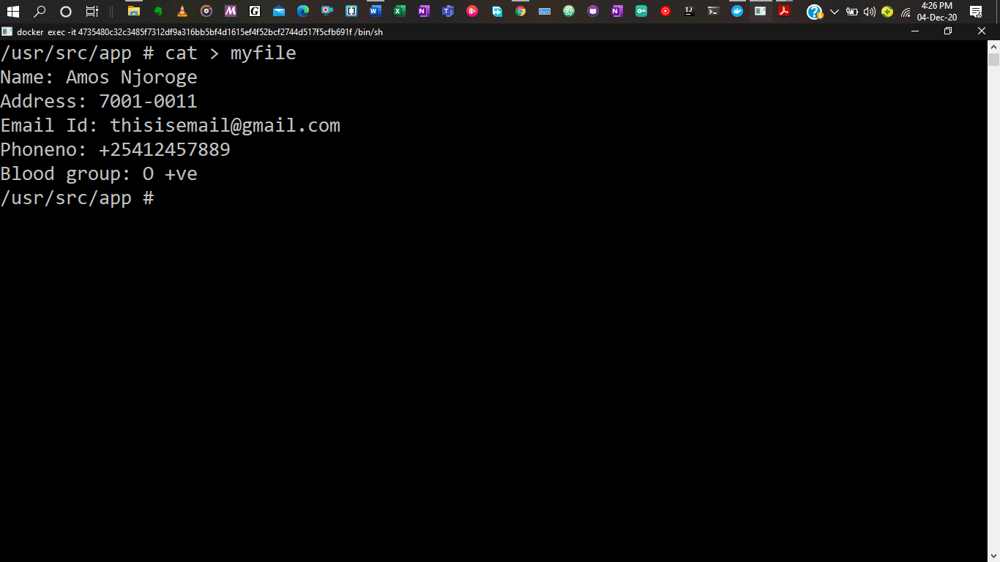 4:26 PM
04-Dec-20
docker exec -it 4735480c32c3485f7312df9a316bb5bf4d1615ef4f52bcf2744d517f5cfb691f /bin/sh
/usr/src/app # cat > myfile
Name: Amos Njoroge
Address: 7001-0011
Email Id: thisisemail@gmail.com
Phoneno: +25412457889
Blood group: O +ve
/usr/src/app #